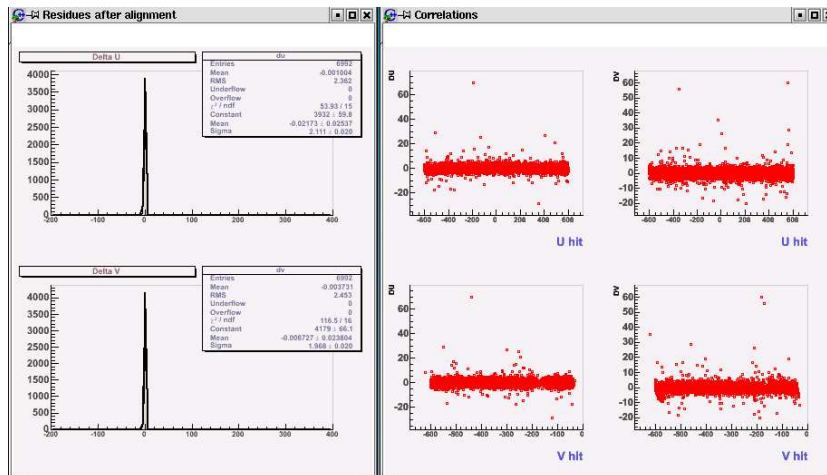 Residues after alignment
Delta U
du
Entries 6992
Mean -0.001004
RMS 2.362
Underflow 0
Overflow 0
χ² / ndf 53.93 / 15
Constant 3932 ± 59.8
Mean -0.02173 ± 0.02537
Sigma 2.111 ± 0.020
4000
3500
3000
2500
2000
1500
1000
500
0
-200 -100 0 100 200 300 400
Delta V
dv
Entries 6992
Mean -0.003731
RMS 2.453
Underflow 0
Overflow 0
χ² / ndf 116.5 / 16
Constant 4179 ± 66.1
Mean -0.006727 ± 0.023804
Sigma 1.968 ± 0.020
4000
3500
3000
2500
2000
1500
1000
500
0
-200 -100 0 100 200 300 400
Correlations
DU
60
40
20
0
-20
-600 -400 -200 0 200 400 600
U hit
DV
60
50
40
30
20
10
0
-10
-20
-600 -400 -200 0 200 400 600
U hit
DU
60
40
20
0
-20
-600 -500 -400 -300 -200 -100 0
V hit
DV
60
50
40
30
20
10
0
-10
-20
-600 -500 -400 -300 -200 -100 0
V hit